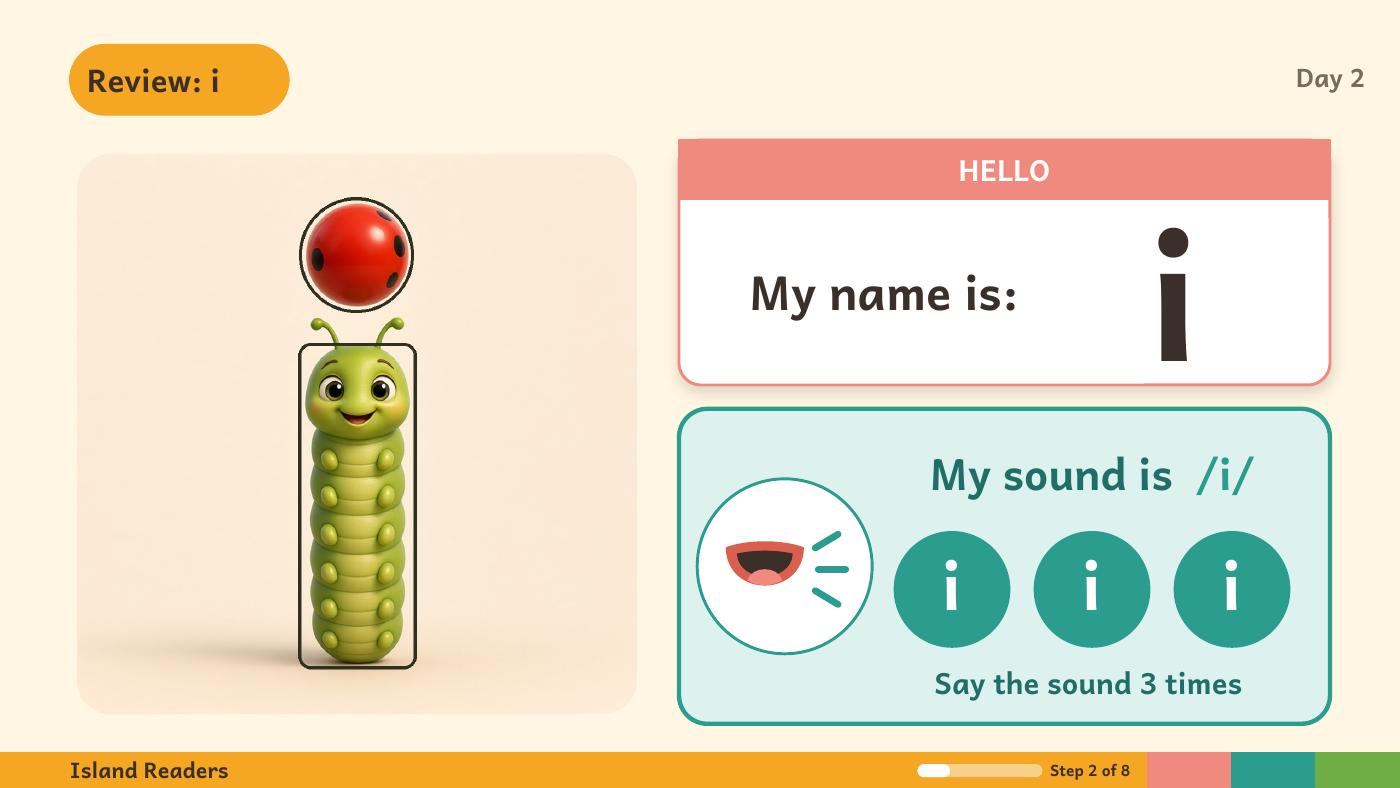 Review: i
Day 2
HELLO
My name is: i
My sound is /i/
i i i
Say the sound 3 times
Island Readers
Step 2 of 8